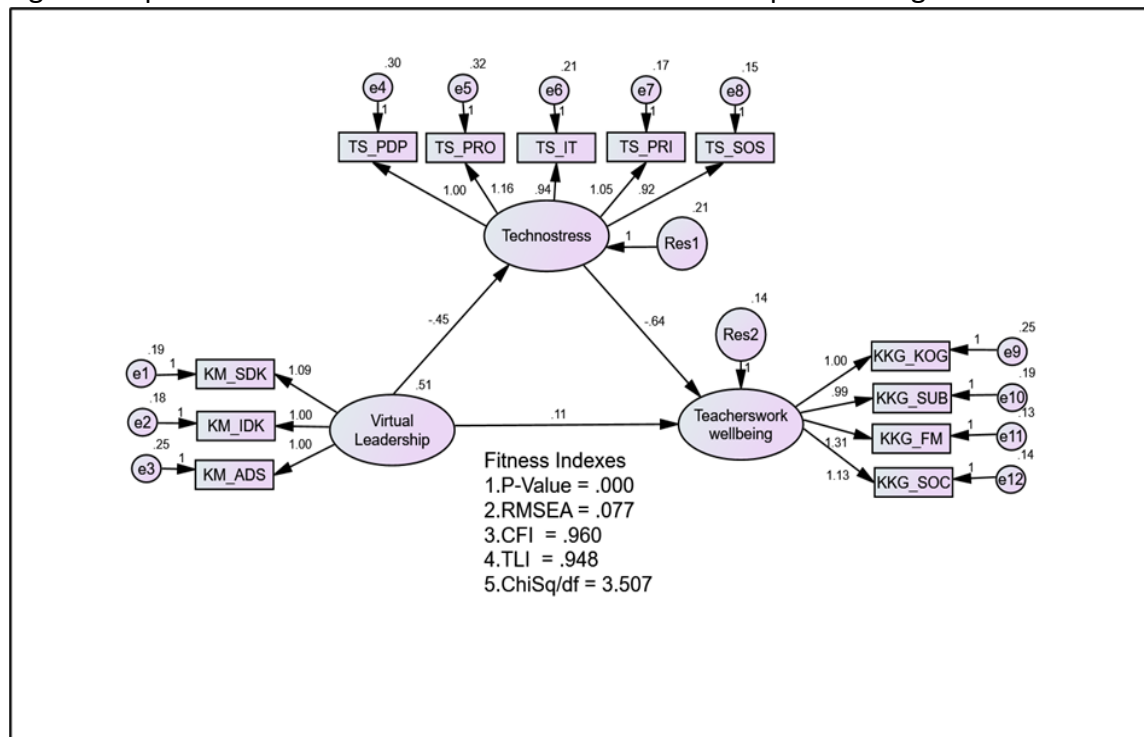 .30 .32 .21 .17 .15
e4 e5 e6 e7 e8
1 1 1 1 1
TS_PDP TS_PRO TS_IT TS_PRI TS_SOS
1.00 1.16 .94 1.05 .92
.21
Technostress 1 Res1
.14
-.45 -.64 Res2
1
.19 .25
e1 1 KM_SDK 1.09 1.00 KKG_KOG 1 e9
.51 .19
.18 .99 KKG_SUB 1 e10
e2 1 KM_IDK 1.00 Virtual .11 Teacherswork .13
Leadership wellbeing 1.31 KKG_FM 1 e11
.25 .14
e3 1 KM_ADS 1.00 1.13 KKG_SOC 1 e12
Fitness Indexes
1.P-Value = .000
2.RMSEA = .077
3.CFI = .960
4.TLI = .948
5.ChiSq/df = 3.507